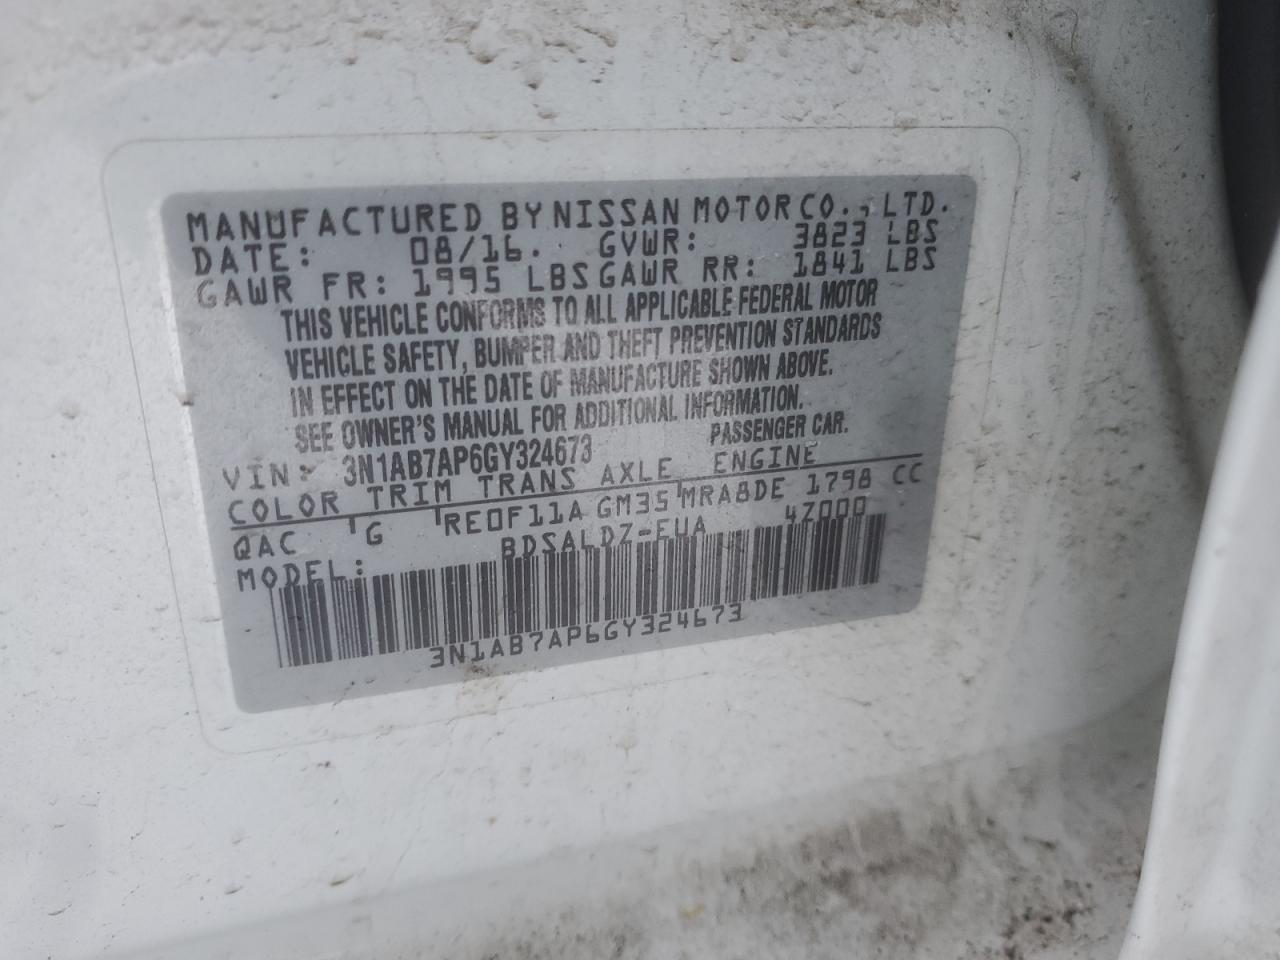 MANUFACTURED BY NISSAN MOTOR CO., LTD.
DATE: 08/16. GVWR: 3823 LBS
GAWR FR: 1995 LBS GAWR RR: 1841 LBS
THIS VEHICLE CONFORMS TO ALL APPLICABLE FEDERAL MOTOR
VEHICLE SAFETY, BUMPER AND THEFT PREVENTION STANDARDS
IN EFFECT ON THE DATE OF MANUFACTURE SHOWN ABOVE.
SEE OWNER'S MANUAL FOR ADDITIONAL INFORMATION.
VIN: 3N1AB7AP6GY324673 PASSENGER CAR.
COLOR TRIM TRANS AXLE ENGINE
QAC G RE0F11A GM35 MRA8DE 1798 CC
MODEL: BDSALDZ-EUA 4Z000
3N1AB7AP6GY324673